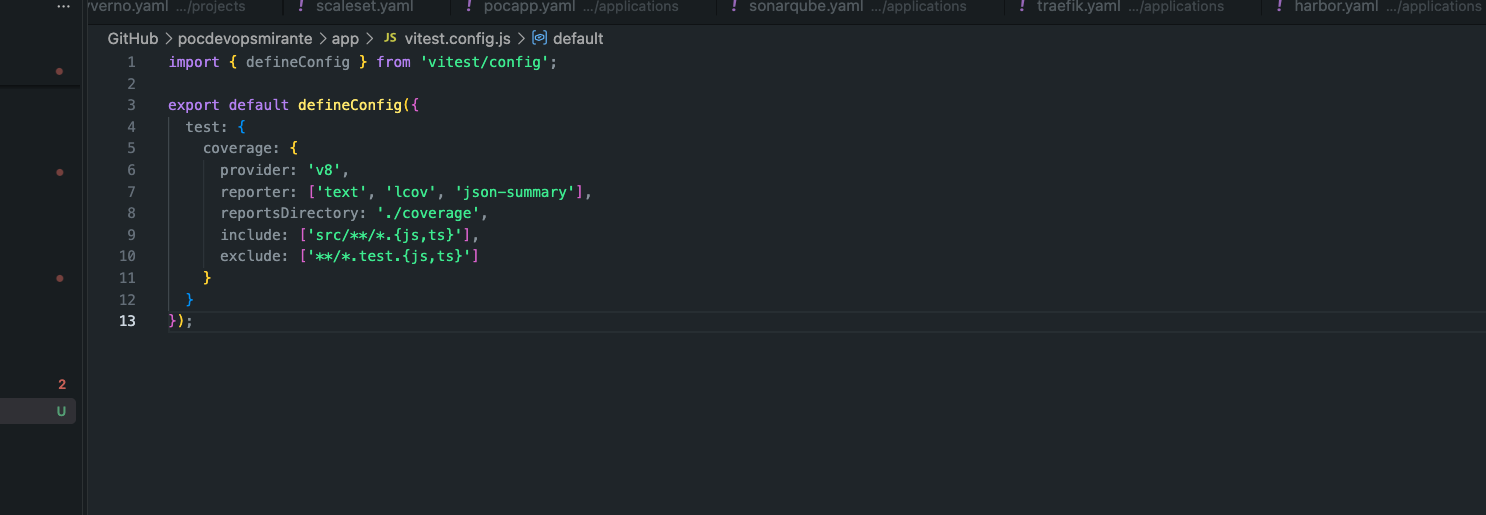 ··· yverno.yaml .../projects ! scaleset.yaml ! pocapp.yaml .../applications ! sonarqube.yaml .../applications ! traefik.yaml .../applications ! harbor.yaml .../applications
GitHub > pocdevopsmirante > app > JS vitest.config.js > default
1 import { defineConfig } from 'vitest/config';
2
3 export default defineConfig({
4   test: {
5     coverage: {
6       provider: 'v8',
7       reporter: ['text', 'lcov', 'json-summary'],
8       reportsDirectory: './coverage',
9       include: ['src/**/*.{js,ts}'],
10       exclude: ['**/*.test.{js,ts}']
11     }
12   }
13 });
2
U